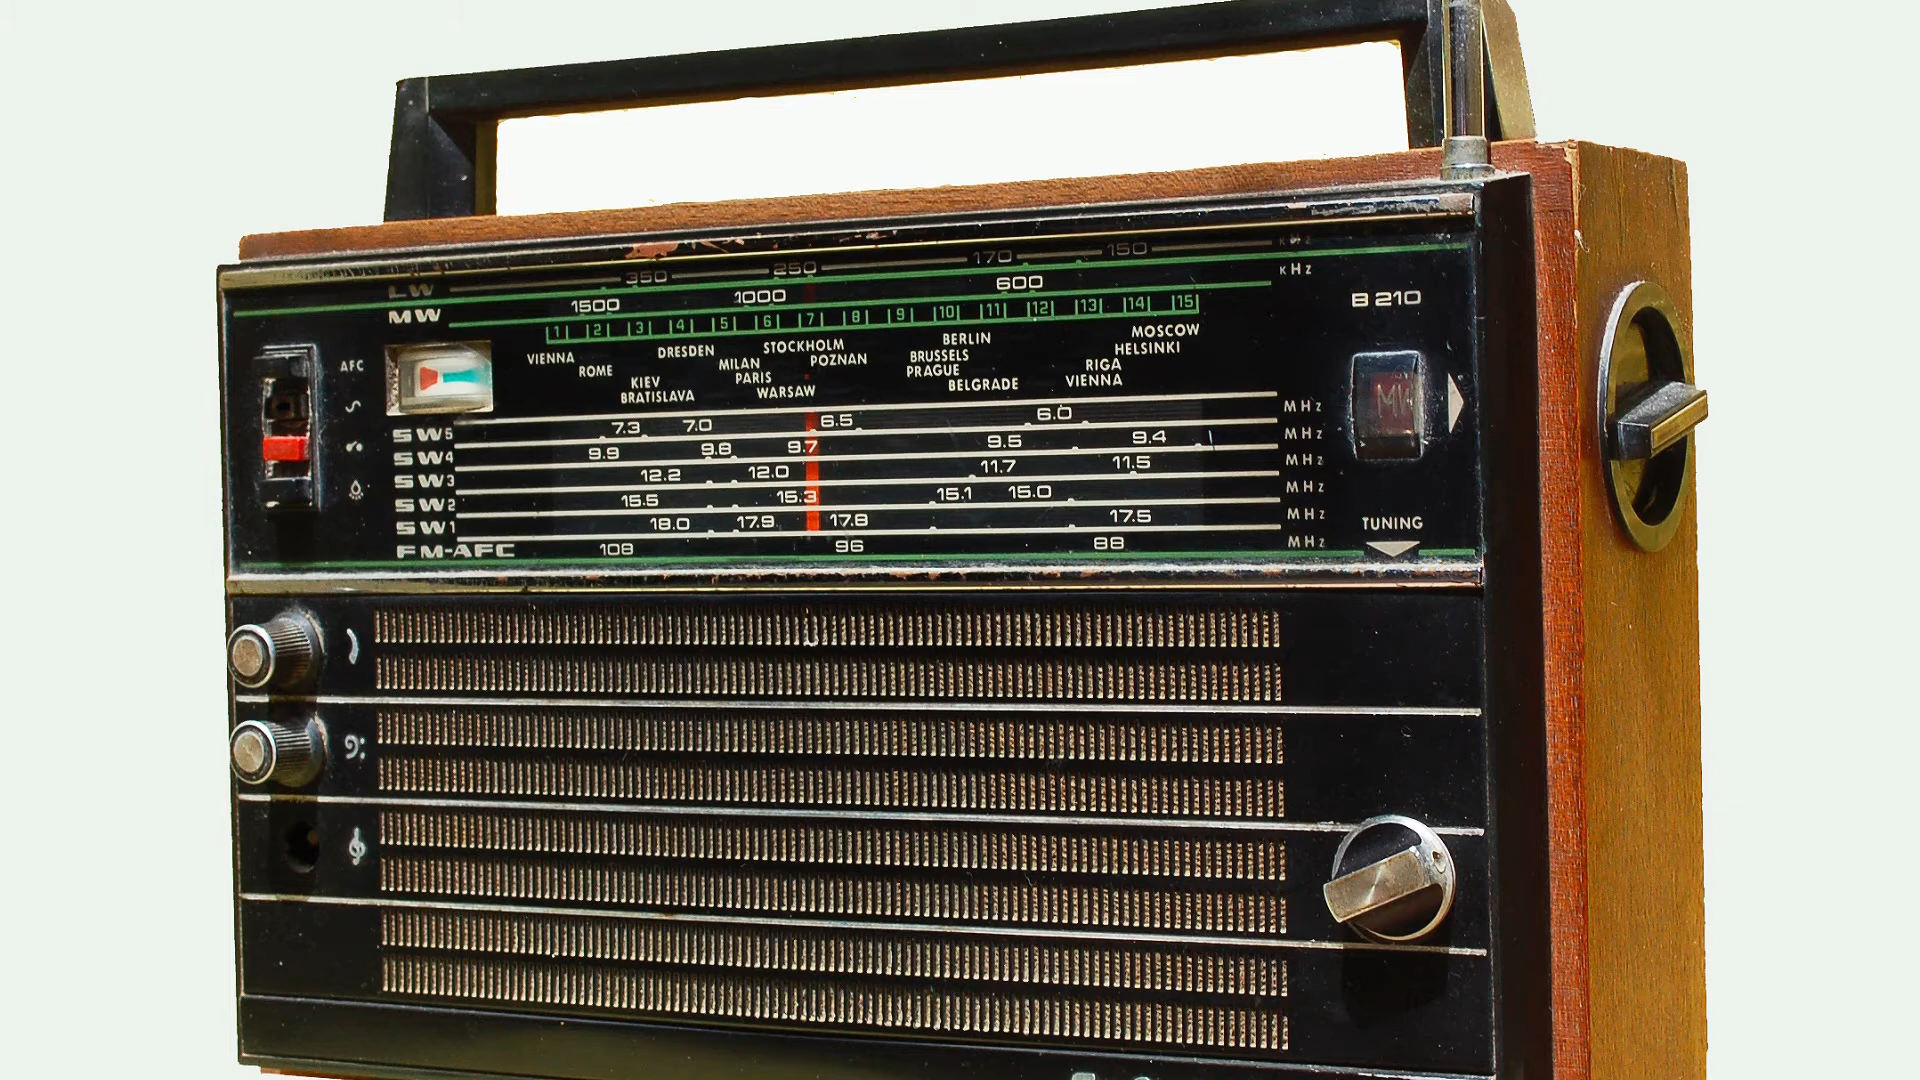 LW 350 250 170 150 kHz
MW 1500 1000 600 kHz
1 2 3 4 5 6 7 8 9 10 11 12 13 14 15
B 210
AFC
VIENNA DRESDEN STOCKHOLM BERLIN MOSCOW
ROME MILAN POZNAN BRUSSELS HELSINKI
KIEV PARIS PRAGUE RIGA
BRATISLAVA WARSAW BELGRADE VIENNA
MW
SW5 7.3 7.0 6.5 6.0 MHz
SW4 9.9 9.8 9.7 9.5 9.4 MHz
SW3 12.2 12.0 11.7 11.5 MHz
SW2 15.5 15.3 15.1 15.0 MHz
SW1 18.0 17.9 17.8 17.5 MHz
FM-AFC 108 96 88 MHz
TUNING